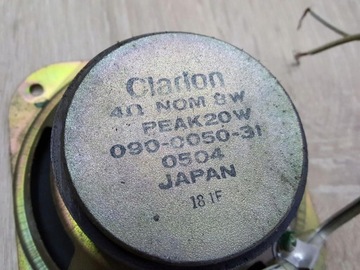 Clarion
4Ω NOM 8W
PEAK20W
090-0050-31
0504
JAPAN
18 1F